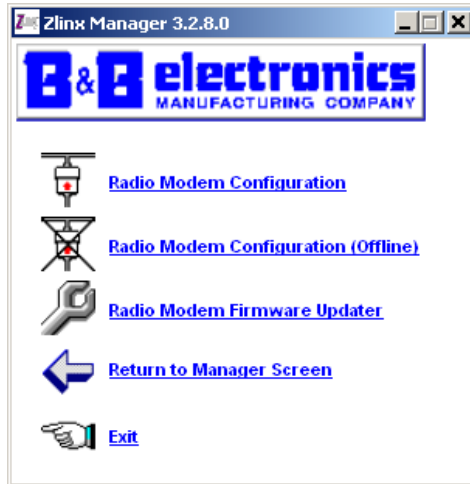 Zlinx Manager 3.2.8.0
B&B electronics
MANUFACTURING COMPANY
Radio Modem Configuration
Radio Modem Configuration (Offline)
Radio Modem Firmware Updater
Return to Manager Screen
Exit